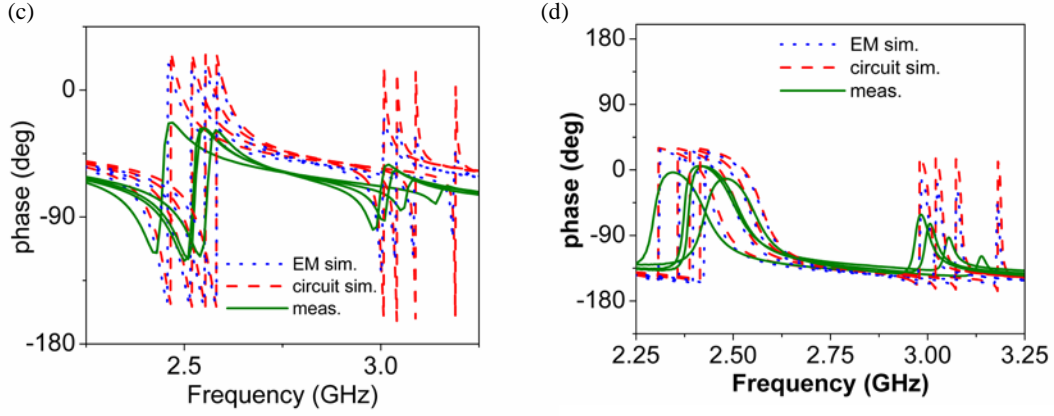 (c)
phase (deg)
0
-90
-180
EM sim.
circuit sim.
meas.
2.5
3.0
Frequency (GHz)
(d)
phase (deg)
180
90
0
-90
-180
EM sim.
circuit sim.
meas.
2.25
2.50
2.75
3.00
3.25
Frequency (GHz)